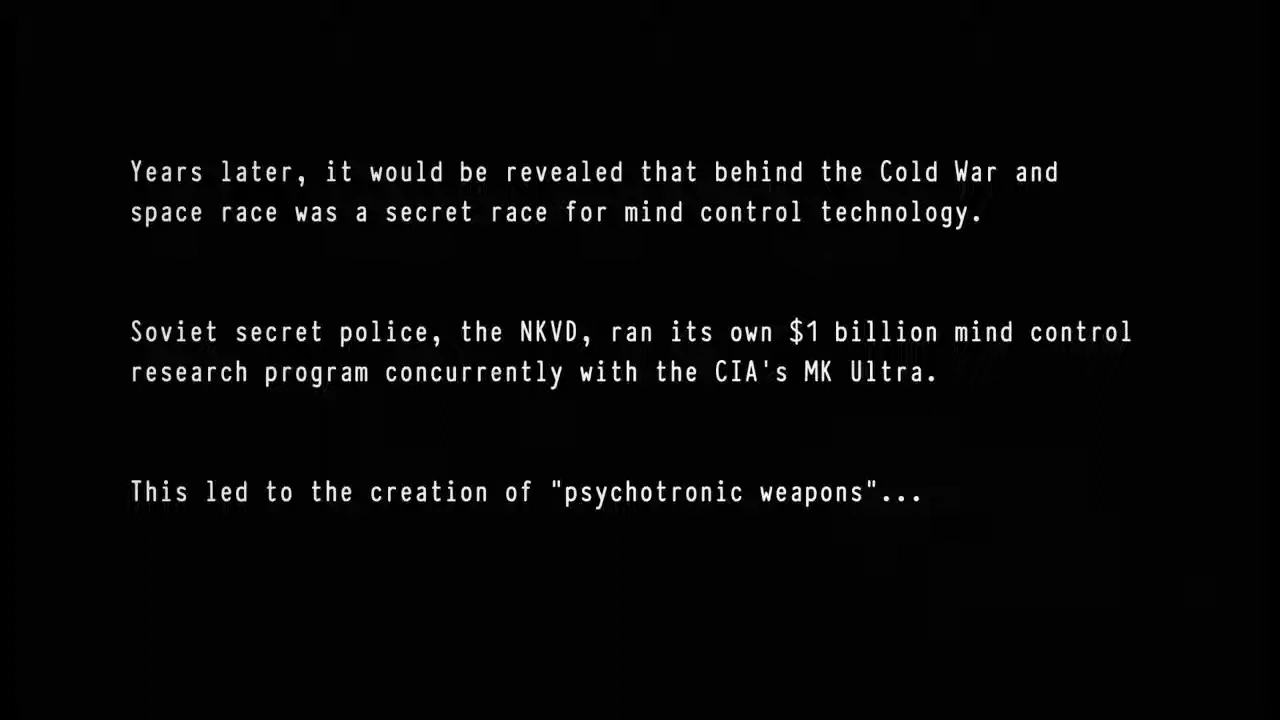 Years later, it would be revealed that behind the Cold War and
space race was a secret race for mind control technology.
Soviet secret police, the NKVD, ran its own $1 billion mind control
research program concurrently with the CIA's MK Ultra.
This led to the creation of "psychotronic weapons"...